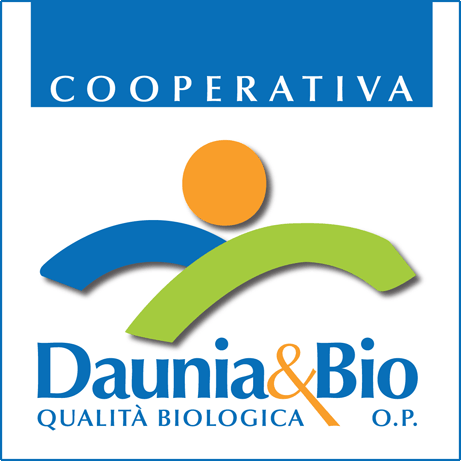 COOPERATIVA
Daunia&Bio
QUALITÀ BIOLOGICA O.P.